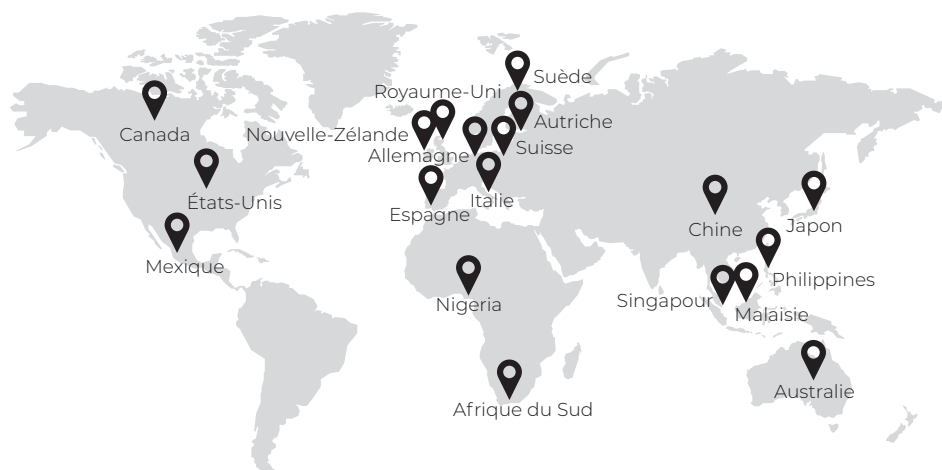 Suède
Royaume-Uni
Autriche
Canada
Nouvelle-Zélande
Suisse
Allemagne
États-Unis
Italie
Espagne
Japon
Chine
Mexique
Philippines
Singapour
Nigeria
Malaisie
Australie
Afrique du Sud